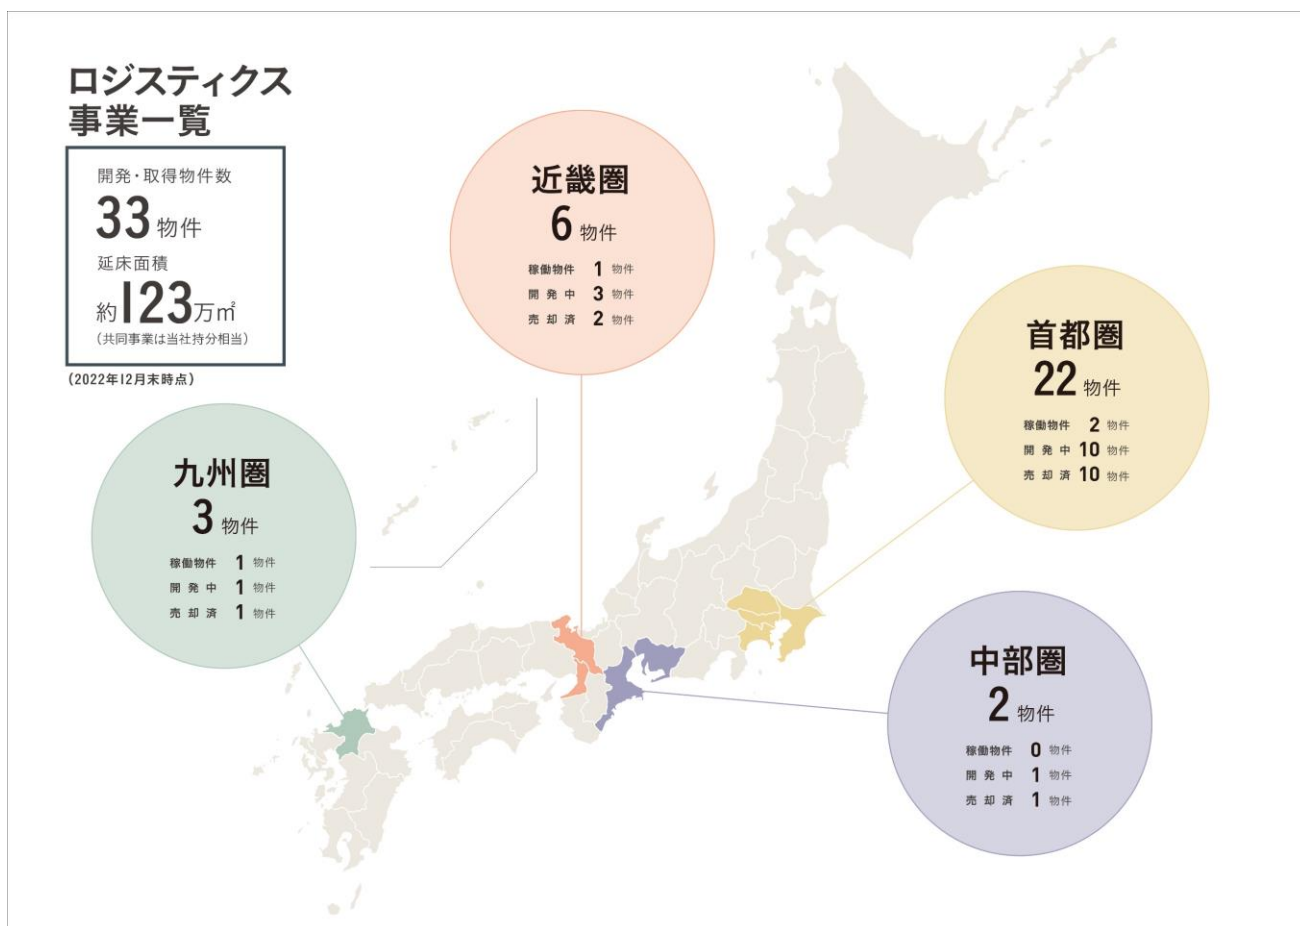 ロジスティクス
事業一覧
開発・取得物件数
33物件
延床面積
約123万㎡
(共同事業は当社持分相当)
(2022年12月末時点)
近畿圏
6物件
稼働物件 1 物件
開発中 3 物件
売却済 2 物件
首都圏
22物件
稼働物件 2 物件
開発中 10 物件
売却済 10 物件
九州圏
3物件
稼働物件 1 物件
開発中 1 物件
売却済 1 物件
中部圏
2物件
稼働物件 0 物件
開発中 1 物件
売却済 1 物件